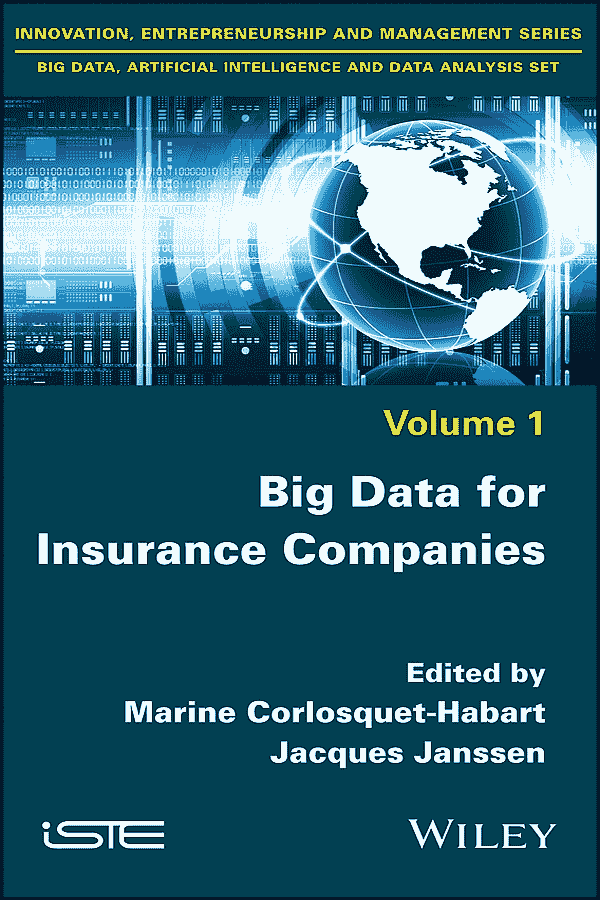 INNOVATION, ENTREPRENEURSHIP AND MANAGEMENT SERIES
BIG DATA, ARTIFICIAL INTELLIGENCE AND DATA ANALYSIS SET
Volume 1
Big Data for
Insurance Companies
Edited by
Marine Corlosquet-Habart
Jacques Janssen
iSTE
WILEY